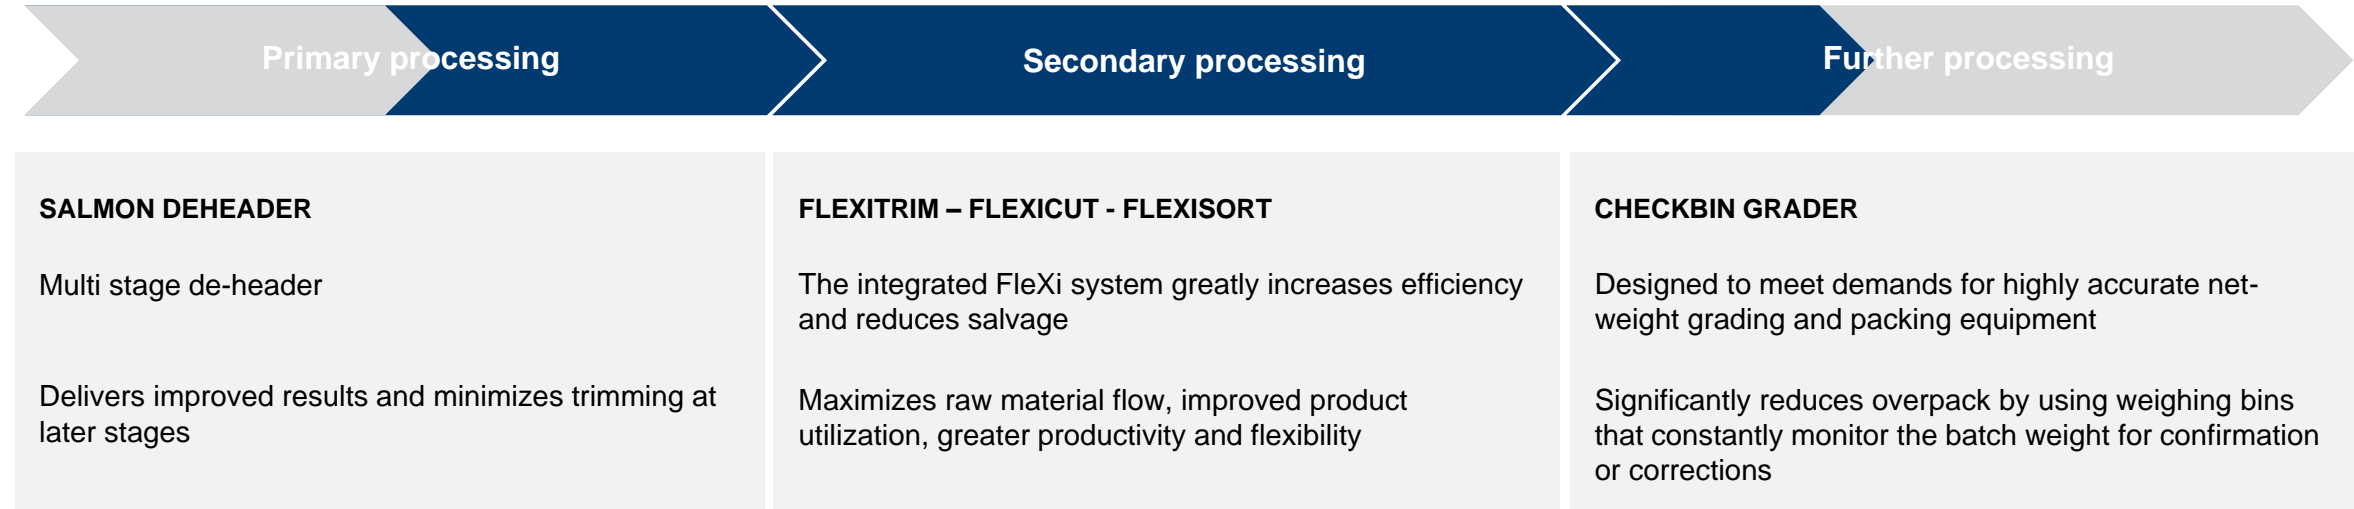 Primary processing
Secondary processing
Further processing
SALMON DEHEADER
Multi stage de-header
Delivers improved results and minimizes trimming at
later stages
FLEXITRIM – FLEXICUT - FLEXISORT
The integrated FleXi system greatly increases efficiency
and reduces salvage
Maximizes raw material flow, improved product
utilization, greater productivity and flexibility
CHECKBIN GRADER
Designed to meet demands for highly accurate net-
weight grading and packing equipment
Significantly reduces overpack by using weighing bins
that constantly monitor the batch weight for confirmation
or corrections